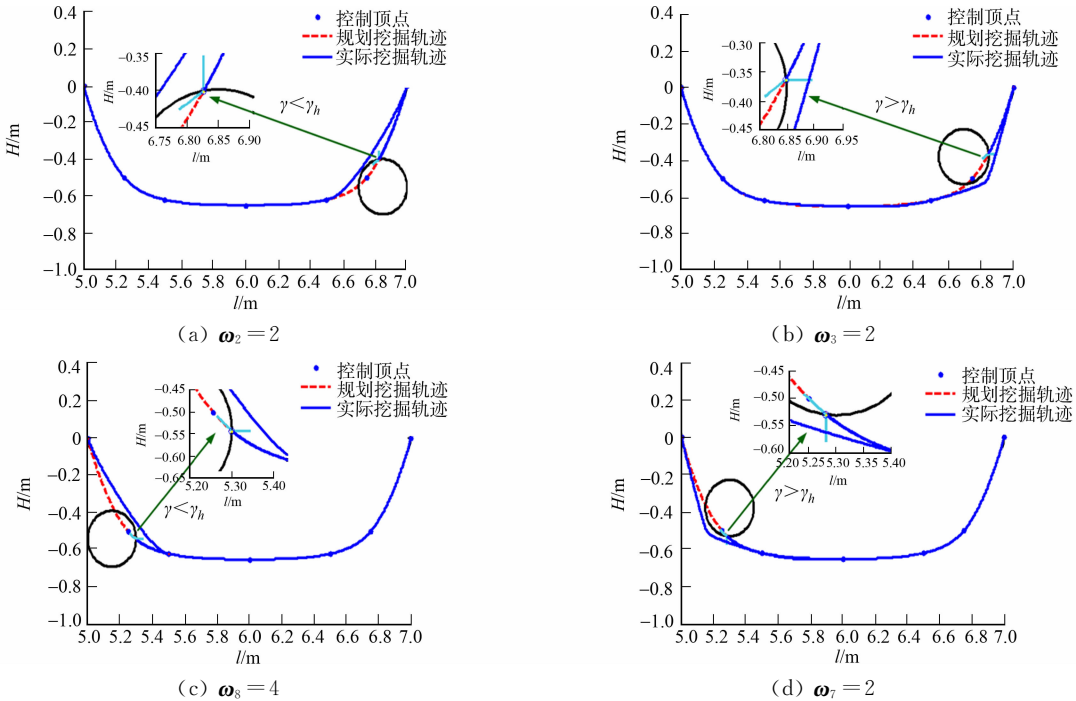 0.4
0.2
0
−0.2
−0.4
−0.6
−0.8
−1.0
H/m
5.0 5.2 5.4 5.6 5.8 6.0 6.2 6.4 6.6 6.8 7.0
l/m
控制顶点
规划挖掘轨迹
实际挖掘轨迹
−0.35
−0.40
−0.45
H/m
6.75 6.80 6.85 6.90
l/m
γ<γh
(a) ω2=2
0.4
0.2
0
−0.2
−0.4
−0.6
−0.8
−1.0
H/m
5.0 5.2 5.4 5.6 5.8 6.0 6.2 6.4 6.6 6.8 7.0
l/m
控制顶点
规划挖掘轨迹
实际挖掘轨迹
−0.30
−0.35
−0.40
−0.45
H/m
6.80 6.85 6.90 6.95
l/m
γ>γh
(b) ω3=2
0.4
0.2
0
−0.2
−0.4
−0.6
−0.8
−1.0
H/m
5.0 5.2 5.4 5.6 5.8 6.0 6.2 6.4 6.6 6.8 7.0
l/m
控制顶点
规划挖掘轨迹
实际挖掘轨迹
−0.45
−0.50
−0.55
−0.60
−0.65
H/m
5.20 5.30 5.40
l/m
γ<γh
(c) ω8=4
0.4
0.2
0
−0.2
−0.4
−0.6
−0.8
−1.0
H/m
5.0 5.2 5.4 5.6 5.8 6.0 6.2 6.4 6.6 6.8 7.0
l/m
控制顶点
规划挖掘轨迹
实际挖掘轨迹
−0.45
−0.50
−0.55
−0.60
H/m
5.20 5.25 5.30 5.35 5.40
l/m
γ>γh
(d) ω7=2